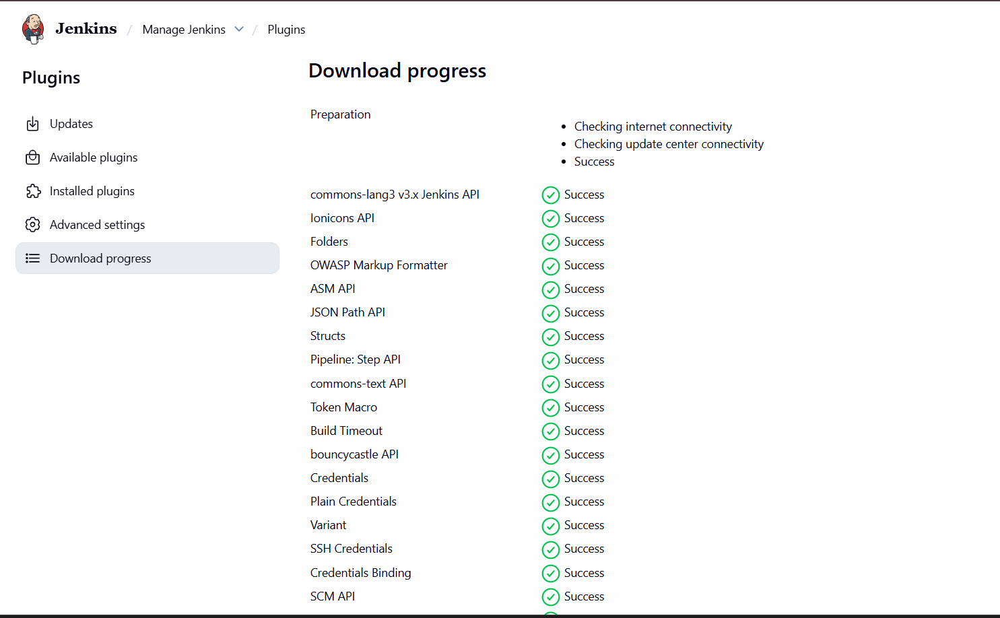 Jenkins / Manage Jenkins / Plugins
Plugins
Updates
Available plugins
Installed plugins
Advanced settings
Download progress
Download progress
Preparation
• Checking internet connectivity
• Checking update center connectivity
• Success
commons-lang3 v3.x Jenkins API Success
Ionicons API Success
Folders Success
OWASP Markup Formatter Success
ASM API Success
JSON Path API Success
Structs Success
Pipeline: Step API Success
commons-text API Success
Token Macro Success
Build Timeout Success
bouncycastle API Success
Credentials Success
Plain Credentials Success
Variant Success
SSH Credentials Success
Credentials Binding Success
SCM API Success